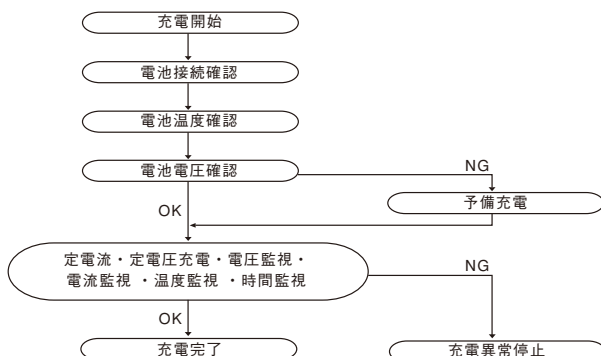 充電開始
電池接続確認
電池温度確認
電池電圧確認
NG
予備充電
OK
定電流・定電圧充電・電圧監視・
電流監視 ・温度監視 ・時間監視
NG
OK
充電完了
充電異常停止